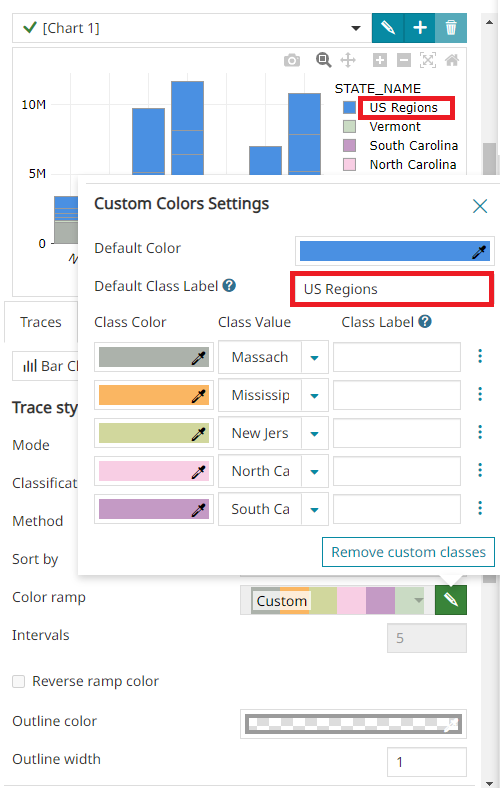 [Chart 1]
STATE_NAME
US Regions
Vermont
South Carolina
North Carolina
10M
5M
0
Custom Colors Settings
Default Color
Default Class Label ?
US Regions
Class Color Class Value Class Label ?
Massach
Mississip
New Jers
North Ca
South Ca
Remove custom classes
Traces
Bar C
Trace sty
Mode
Classificat
Method
Sort by
Color ramp Custom
Intervals 5
Reverse ramp color
Outline color
Outline width 1